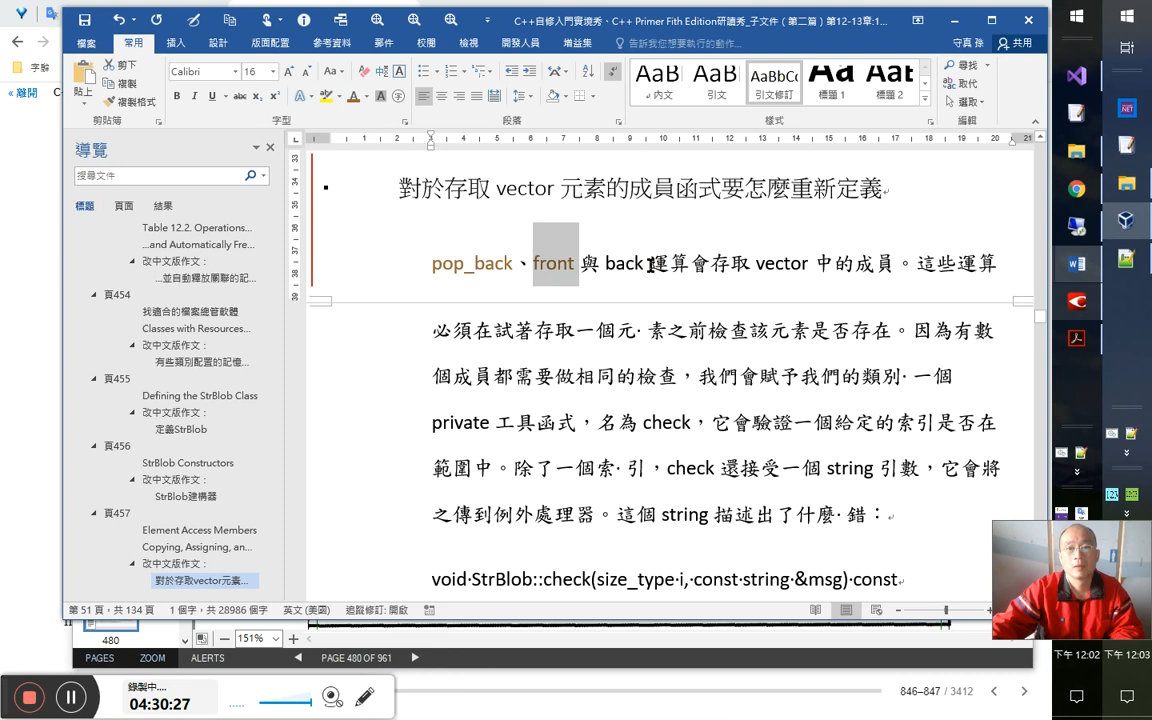 C++自修入門實境秀、C++ Primer Fith Edition研讀秀_子文件（第二篇）第12-13章:1...
檔案 常用 插入 設計 版面配置 參考資料 郵件 校閱 檢視 開發人員 增益集 告訴我您想要執行的動作... 守真 孫 共用
字齡
貼上
剪下
複製
複製格式
Calibri 16
AaBb AaBb AaBbCc Aa Aat
內文 引文 引文修訂 標題 1 標題 2
尋找
取代
選取
剪貼簿 字型 段落 樣式 編輯
« 離開
導覽
搜尋文件
標題 頁面 結果
Table 12.2. Operations...
...and Automatically Fre...
改中文版作文：
...並自動釋放關聯的記...
頁454
找適合的檔案總管軟體
Classes with Resources...
改中文版作文：
有些類別配置的記憶...
頁455
Defining the StrBlob Class
改中文版作文：
定義StrBlob
頁456
StrBlob Constructors
改中文版作文：
StrBlob建構器
頁457
Element Access Members
Copying, Assigning, an...
改中文版作文：
對於存取vector元素...
對於存取 vector 元素的成員函式要怎麼重新定義
pop_back、front 與 back 運算會存取 vector 中的成員。這些運算
必須在試著存取一個元· 素之前檢查該元素是否存在。因為有數
個成員都需要做相同的檢查，我們會賦予我們的類別· 一個
private 工具函式，名為 check，它會驗證一個給定的索引是否在
範圍中。除了一個索· 引，check 還接受一個 string 引數，它會將
之傳到例外處理器。這個 string 描述出了什麼· 錯：
void·StrBlob::check(size_type·i,·const·string·&msg)·const
第 51 頁，共 134 頁 1 個字，共 28986 個字 英文 (美國) 追蹤修訂: 開啟
480 151%
PAGES ZOOM ALERTS PAGE 480 OF 961
錄製中....
04:30:27
846–847 / 3412
下午 12:02 下午 12:03